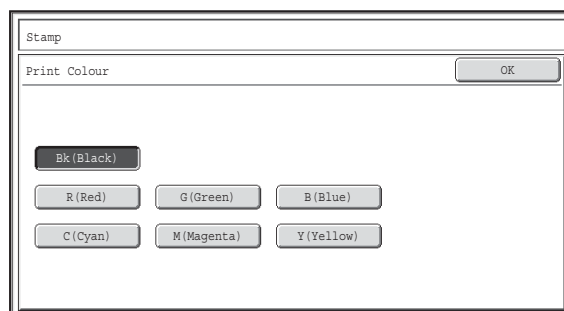 Stamp
Print Colour OK
Bk(Black)
R(Red) G(Green) B(Blue)
C(Cyan) M(Magenta) Y(Yellow)